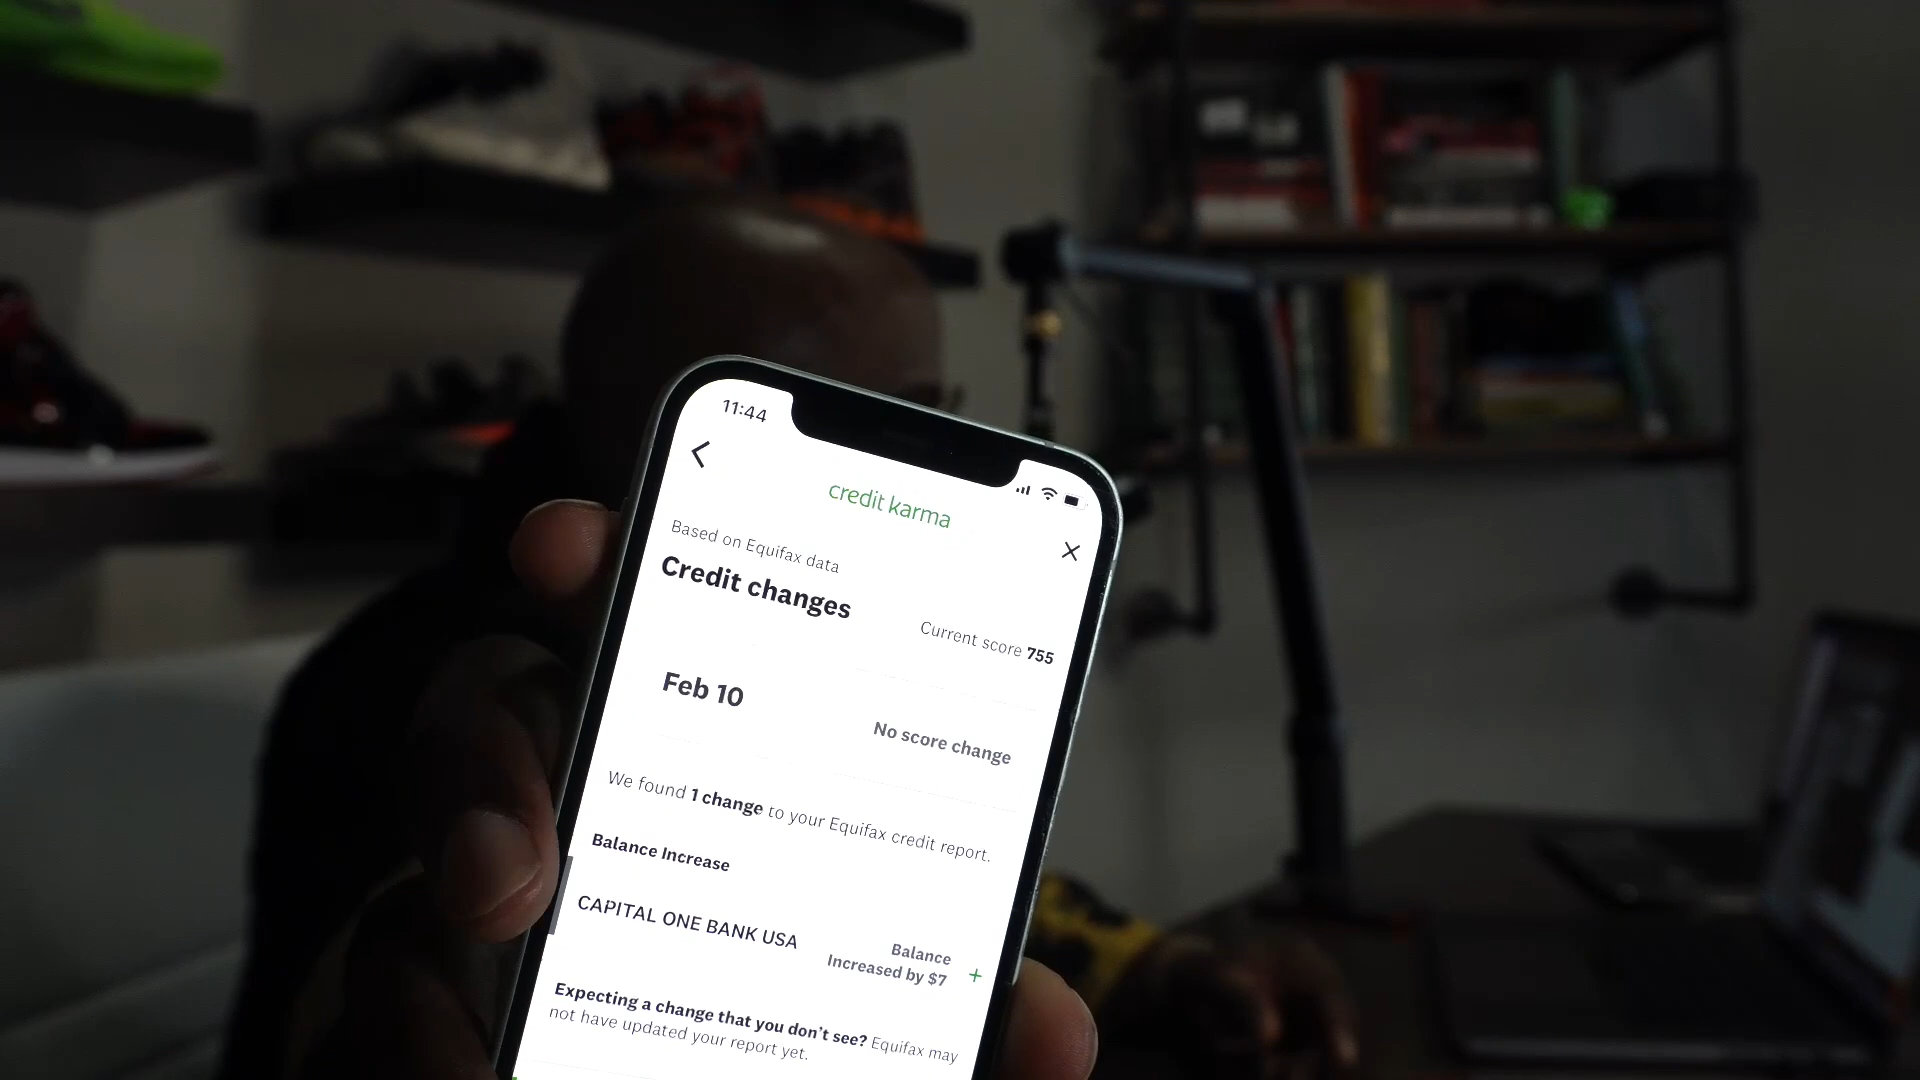 11:44
credit karma
Based on Equifax data
Credit changes
Current score 755
Feb 10
No score change
We found 1 change to your Equifax credit report.
Balance Increase
CAPITAL ONE BANK USA
Balance
Increased by $7
+
Expecting a change that you don't see? Equifax may
not have updated your report yet.